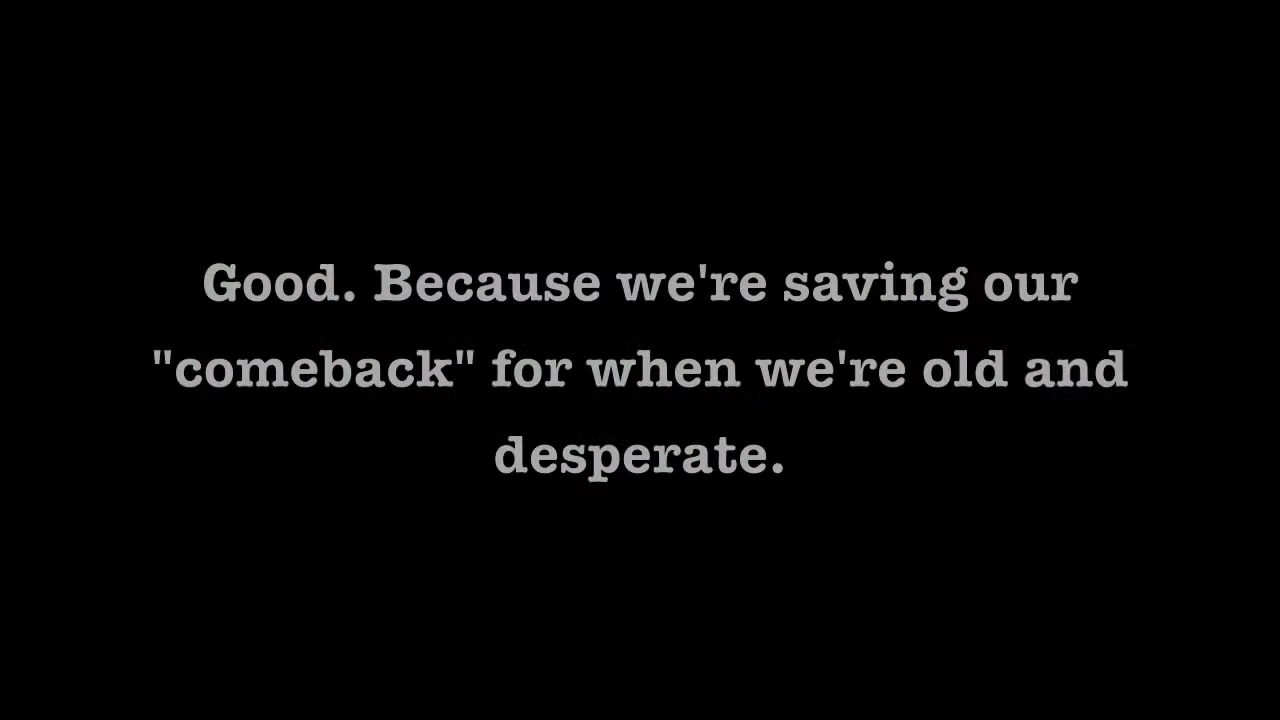 Good. Because we're saving our
"comeback" for when we're old and
desperate.